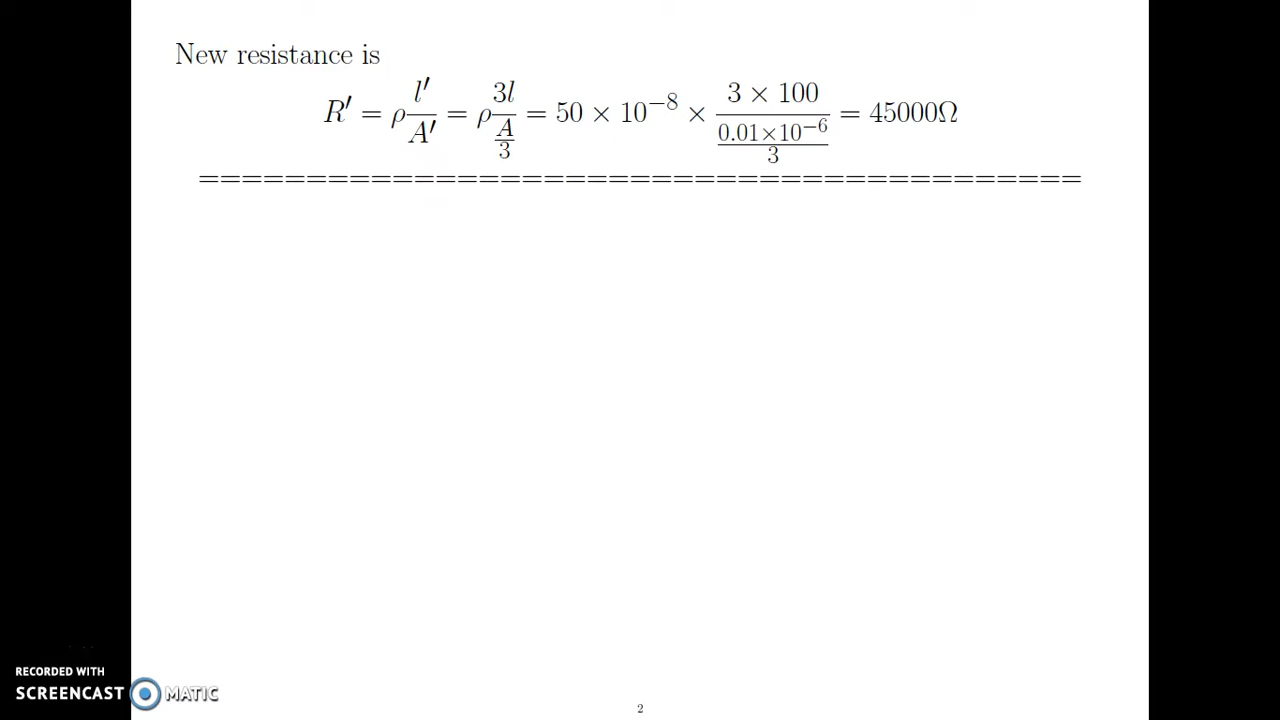 New resistance is
R′ = ρ l′/A′ = ρ 3l/(A/3) = 50 × 10⁻⁸ × (3 × 100)/((0.01×10⁻⁶)/3) = 45000Ω
=========================================
RECORDED WITH
SCREENCAST MATIC
2